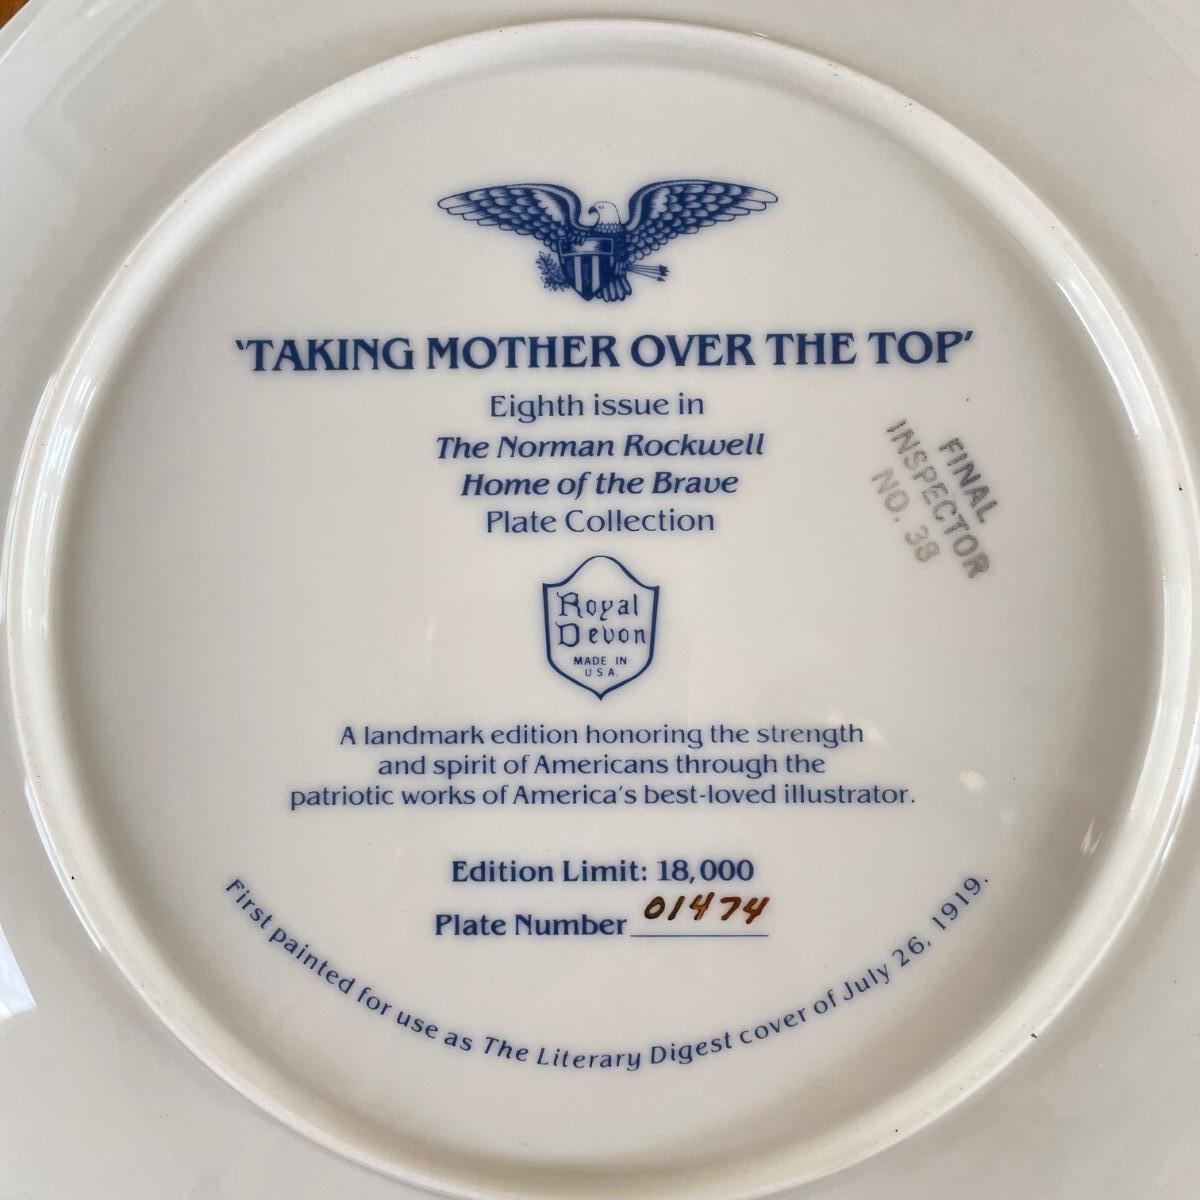 ‘TAKING MOTHER OVER THE TOP’
Eighth issue in
The Norman Rockwell
Home of the Brave
Plate Collection
FINAL
INSPECTOR
NO. 38
Royal
Devon
MADE IN
U S A.
A landmark edition honoring the strength
and spirit of Americans through the
patriotic works of America's best-loved illustrator.
Edition Limit: 18,000
Plate Number 01474
First painted for use as The Literary Digest cover of July 26, 1919.